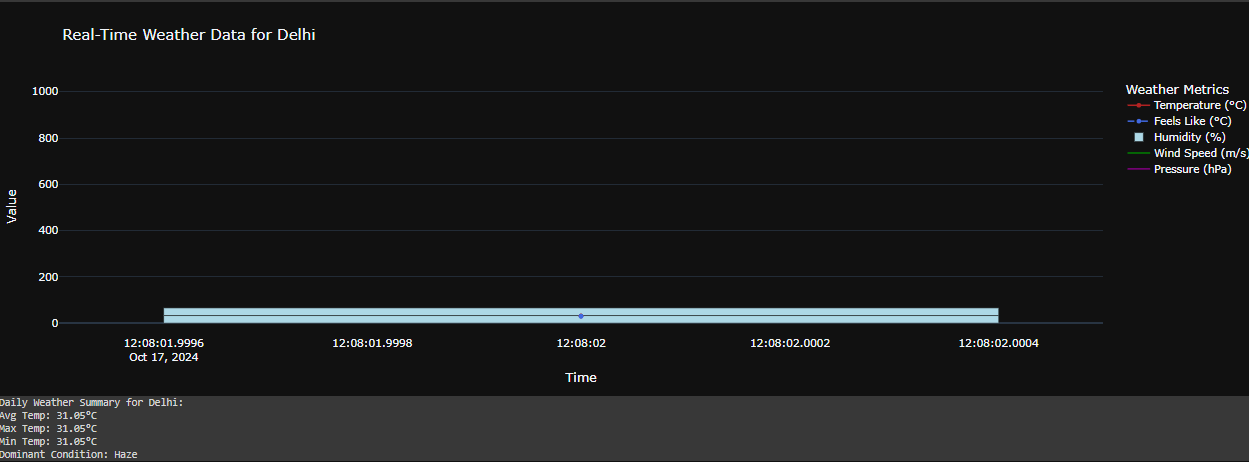 Real-Time Weather Data for Delhi
1000
800
600
400
200
0
Value
12:08:01.9996
Oct 17, 2024
12:08:01.9998
12:08:02
12:08:02.0002
12:08:02.0004
Time
Weather Metrics
Temperature (°C)
Feels Like (°C)
Humidity (%)
Wind Speed (m/s)
Pressure (hPa)
Daily Weather Summary for Delhi:
Avg Temp: 31.05°C
Max Temp: 31.05°C
Min Temp: 31.05°C
Dominant Condition: Haze